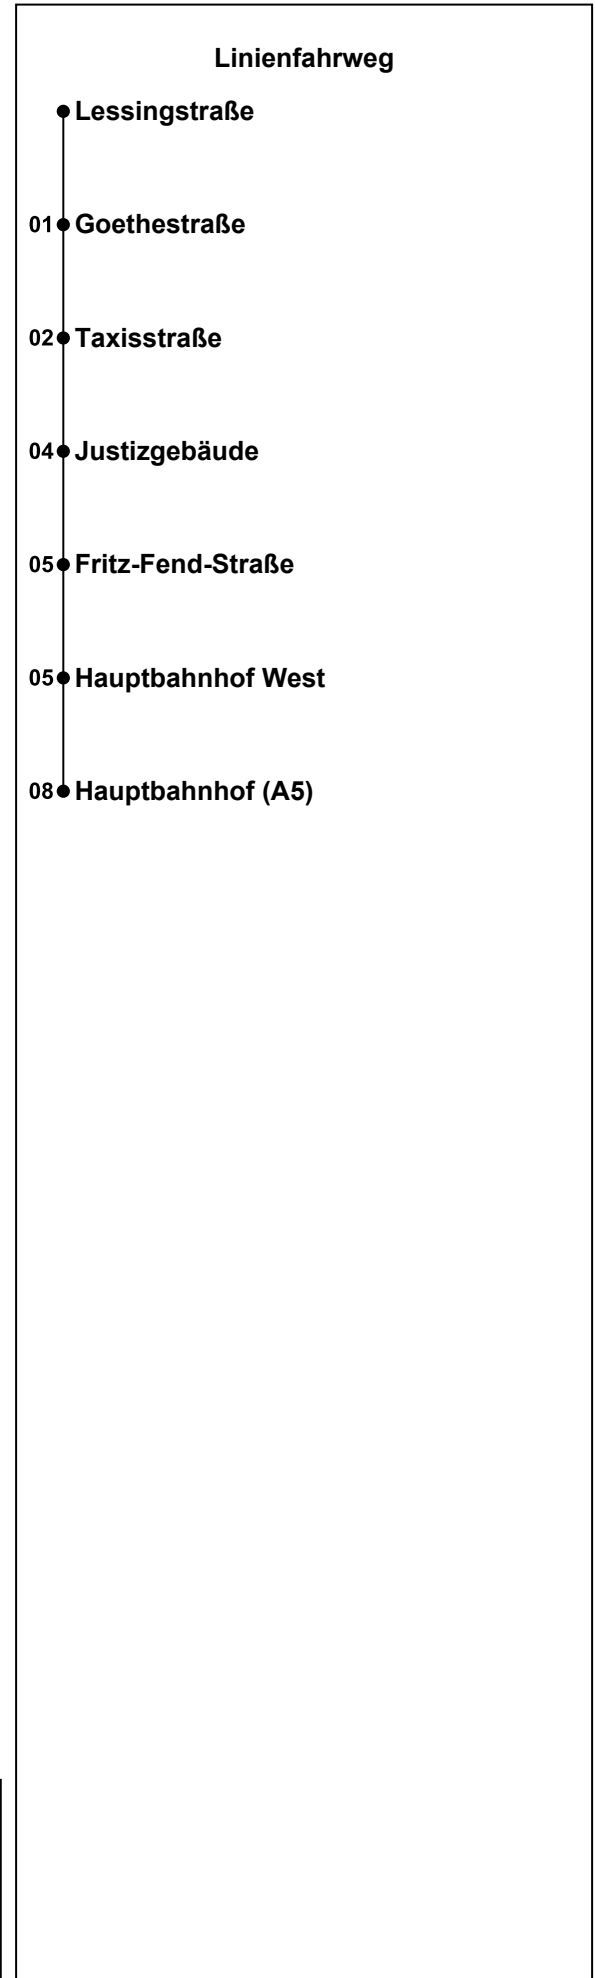 Linienfahrweg
Lessingstraße
01 Goethestraße
02 Taxisstraße
04 Justizgebäude
05 Fritz-Fend-Straße
05 Hauptbahnhof West
08 Hauptbahnhof (A5)